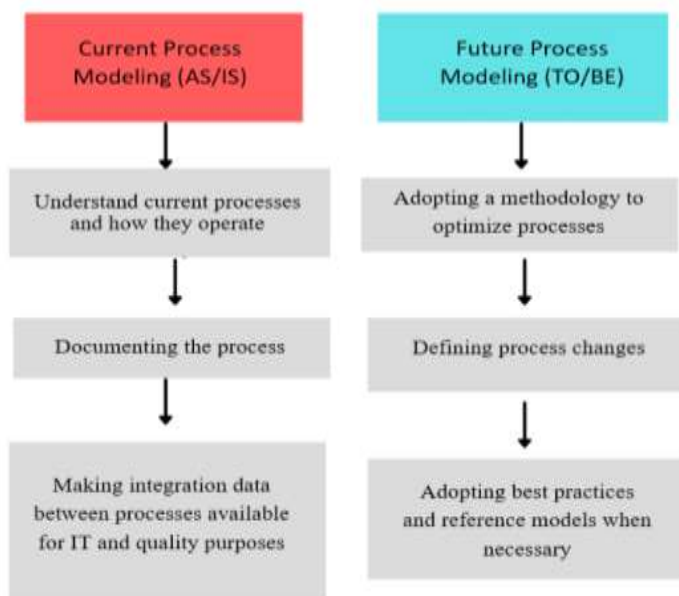 Current Process
Modeling (AS/IS)
Understand current processes
and how they operate
Documenting the process
Making integration data
between processes available
for IT and quality purposes
Future Process
Modeling (TO/BE)
Adopting a methodology to
optimize processes
Defining process changes
Adopting best practices
and reference models when
necessary